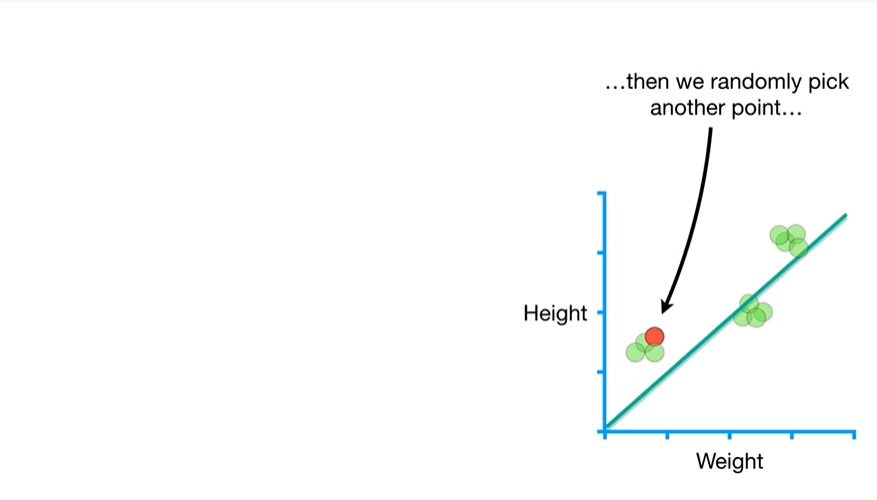 ...then we randomly pick
another point...
Height
Weight